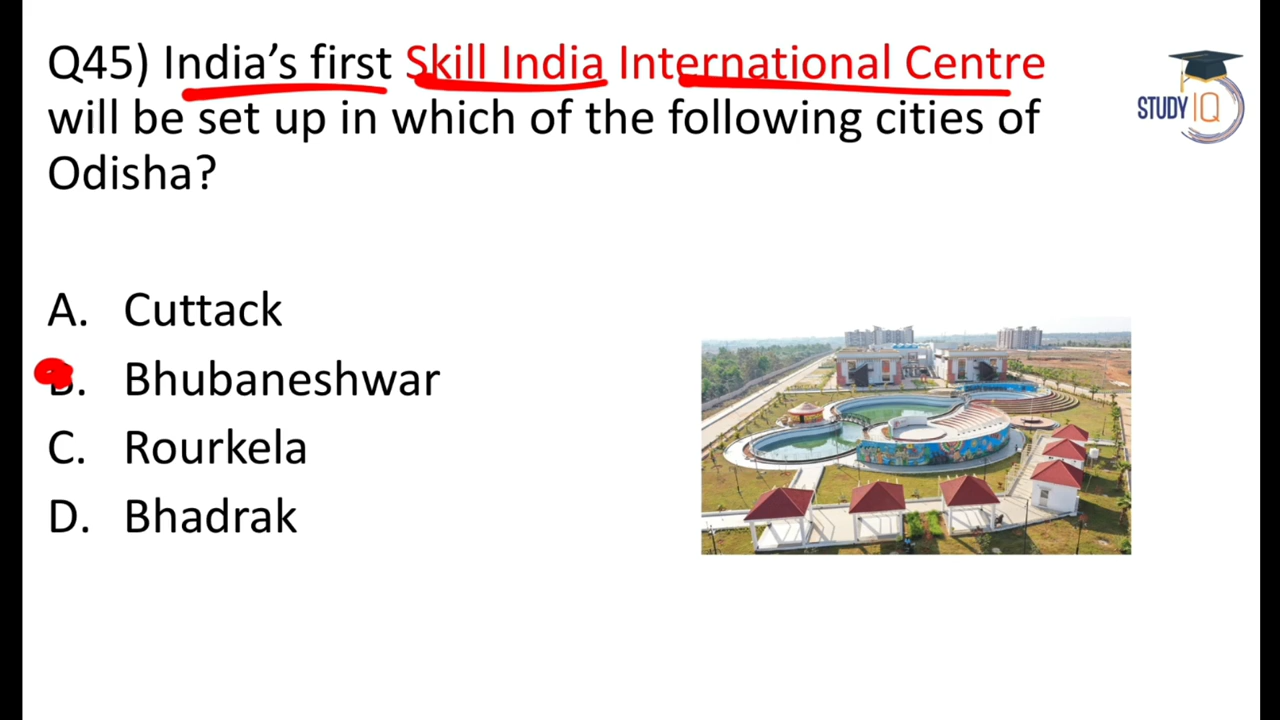 Q45) India's first Skill India International Centre
will be set up in which of the following cities of
Odisha?
STUDY IQ
A. Cuttack
B. Bhubaneshwar
C. Rourkela
D. Bhadrak